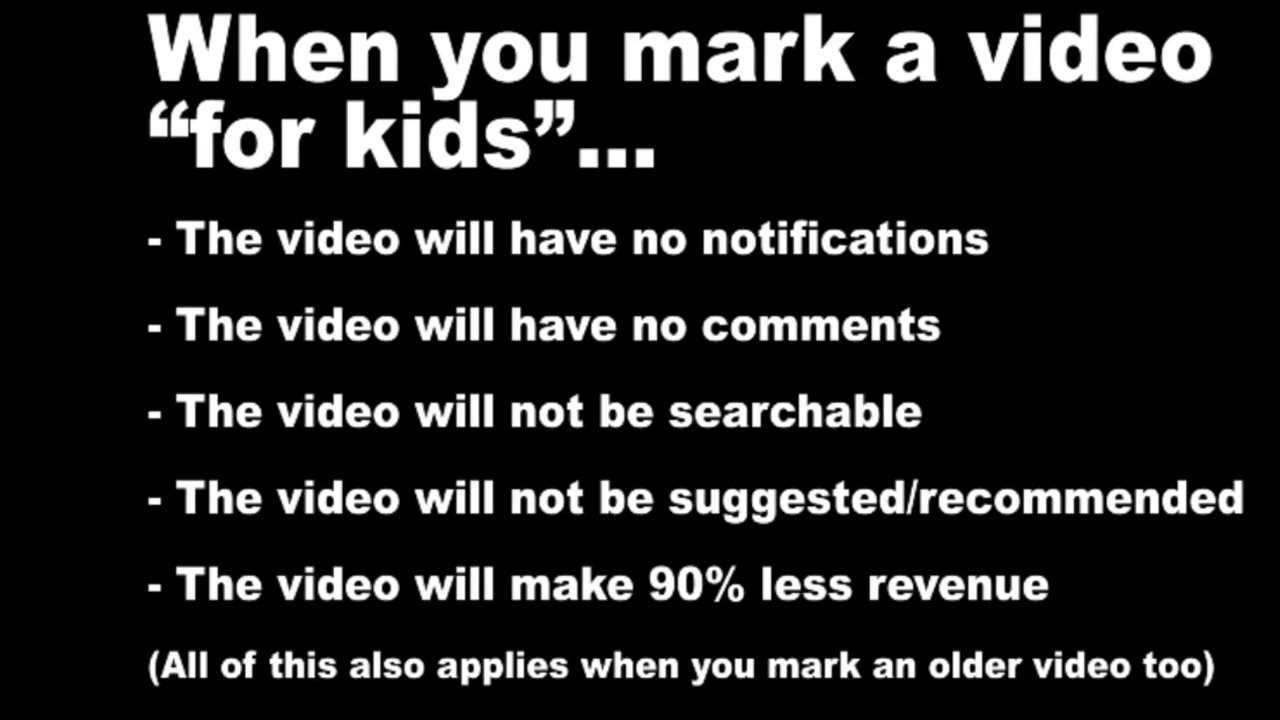 When you mark a video
“for kids”...
- The video will have no notifications
- The video will have no comments
- The video will not be searchable
- The video will not be suggested/recommended
- The video will make 90% less revenue
(All of this also applies when you mark an older video too)